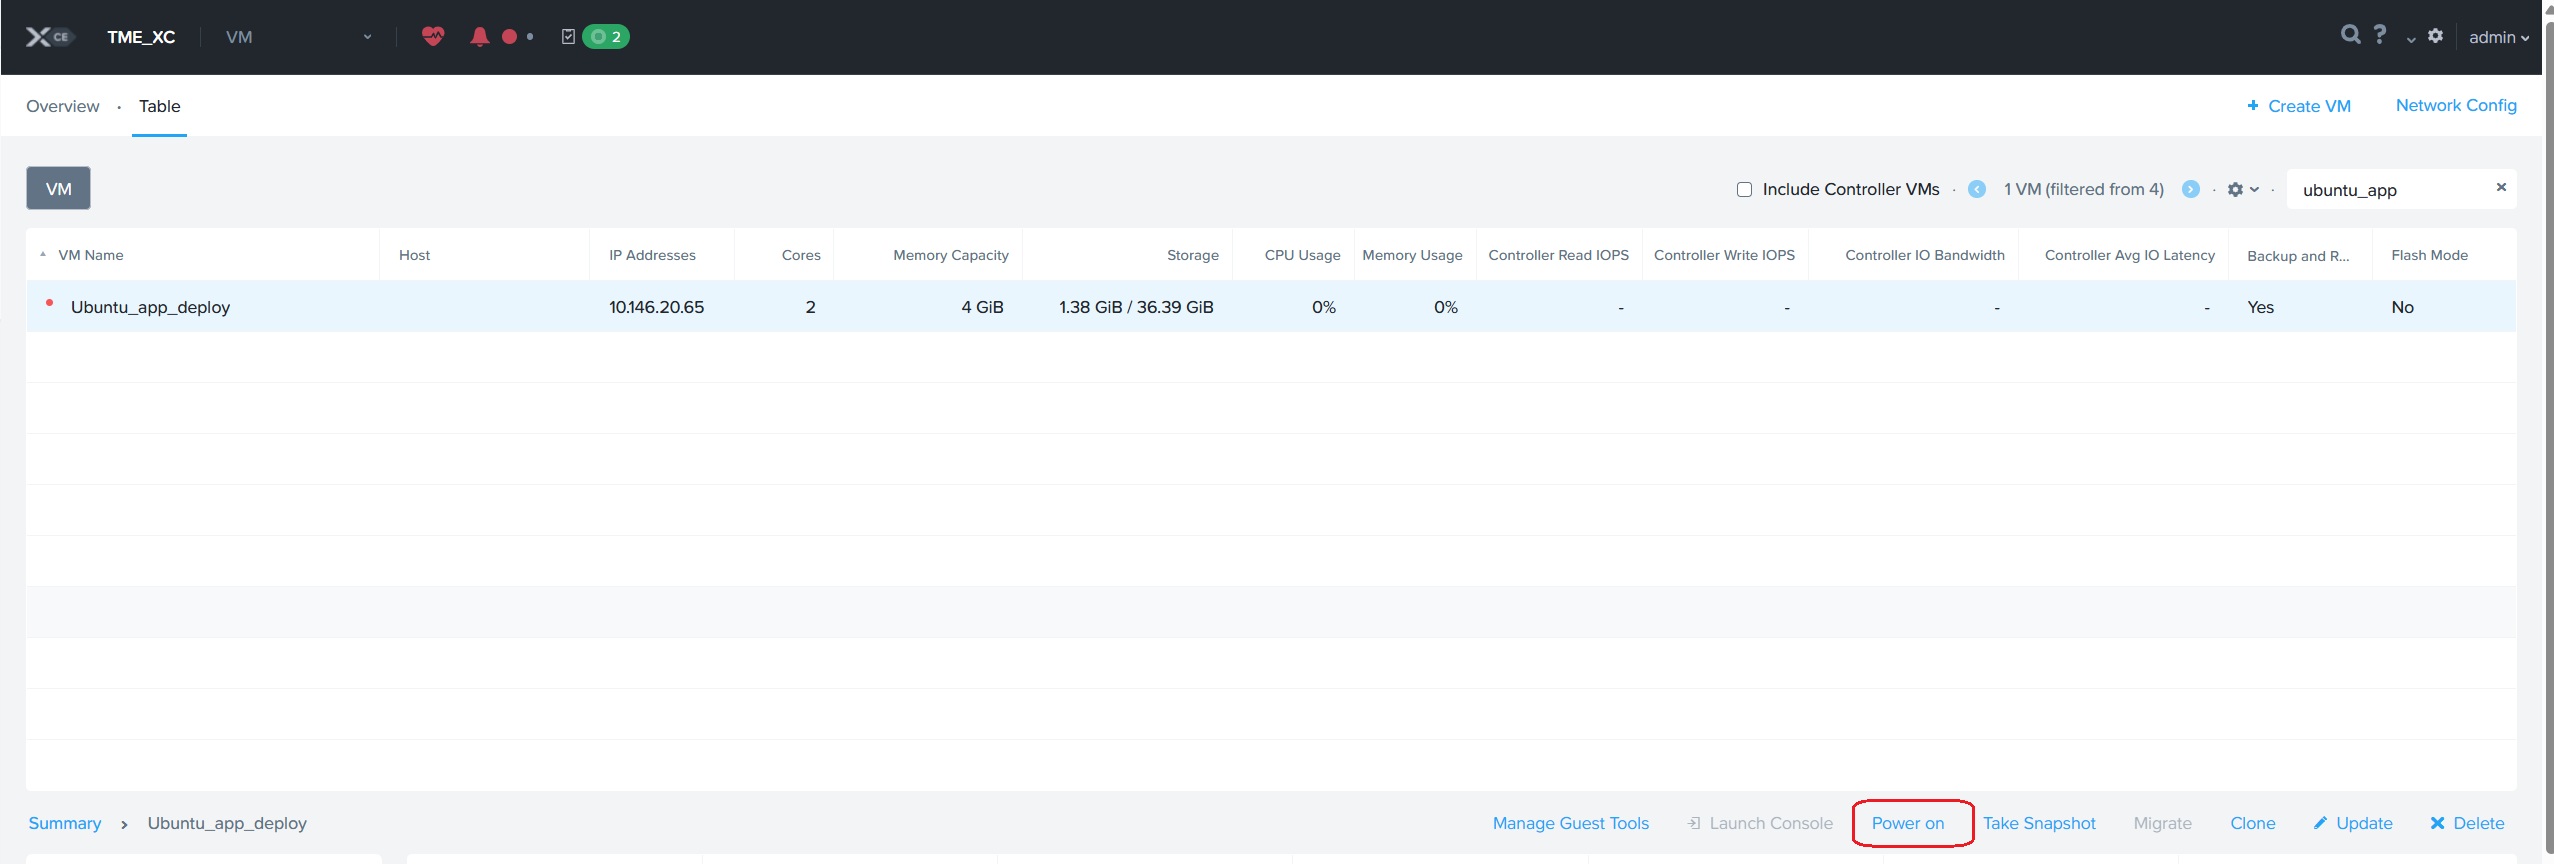 X CE TME_XC VM 2 ? admin
Overview · Table + Create VM Network Config
VM Include Controller VMs · 1 VM (filtered from 4) · · ubuntu_app ×
VM Name Host IP Addresses Cores Memory Capacity Storage CPU Usage Memory Usage Controller Read IOPS Controller Write IOPS Controller IO Bandwidth Controller Avg IO Latency Backup and R... Flash Mode
Ubuntu_app_deploy 10.146.20.65 2 4 GiB 1.38 GiB / 36.39 GiB 0% 0% - - - - Yes No
Summary > Ubuntu_app_deploy Manage Guest Tools Launch Console Power on Take Snapshot Migrate Clone Update Delete